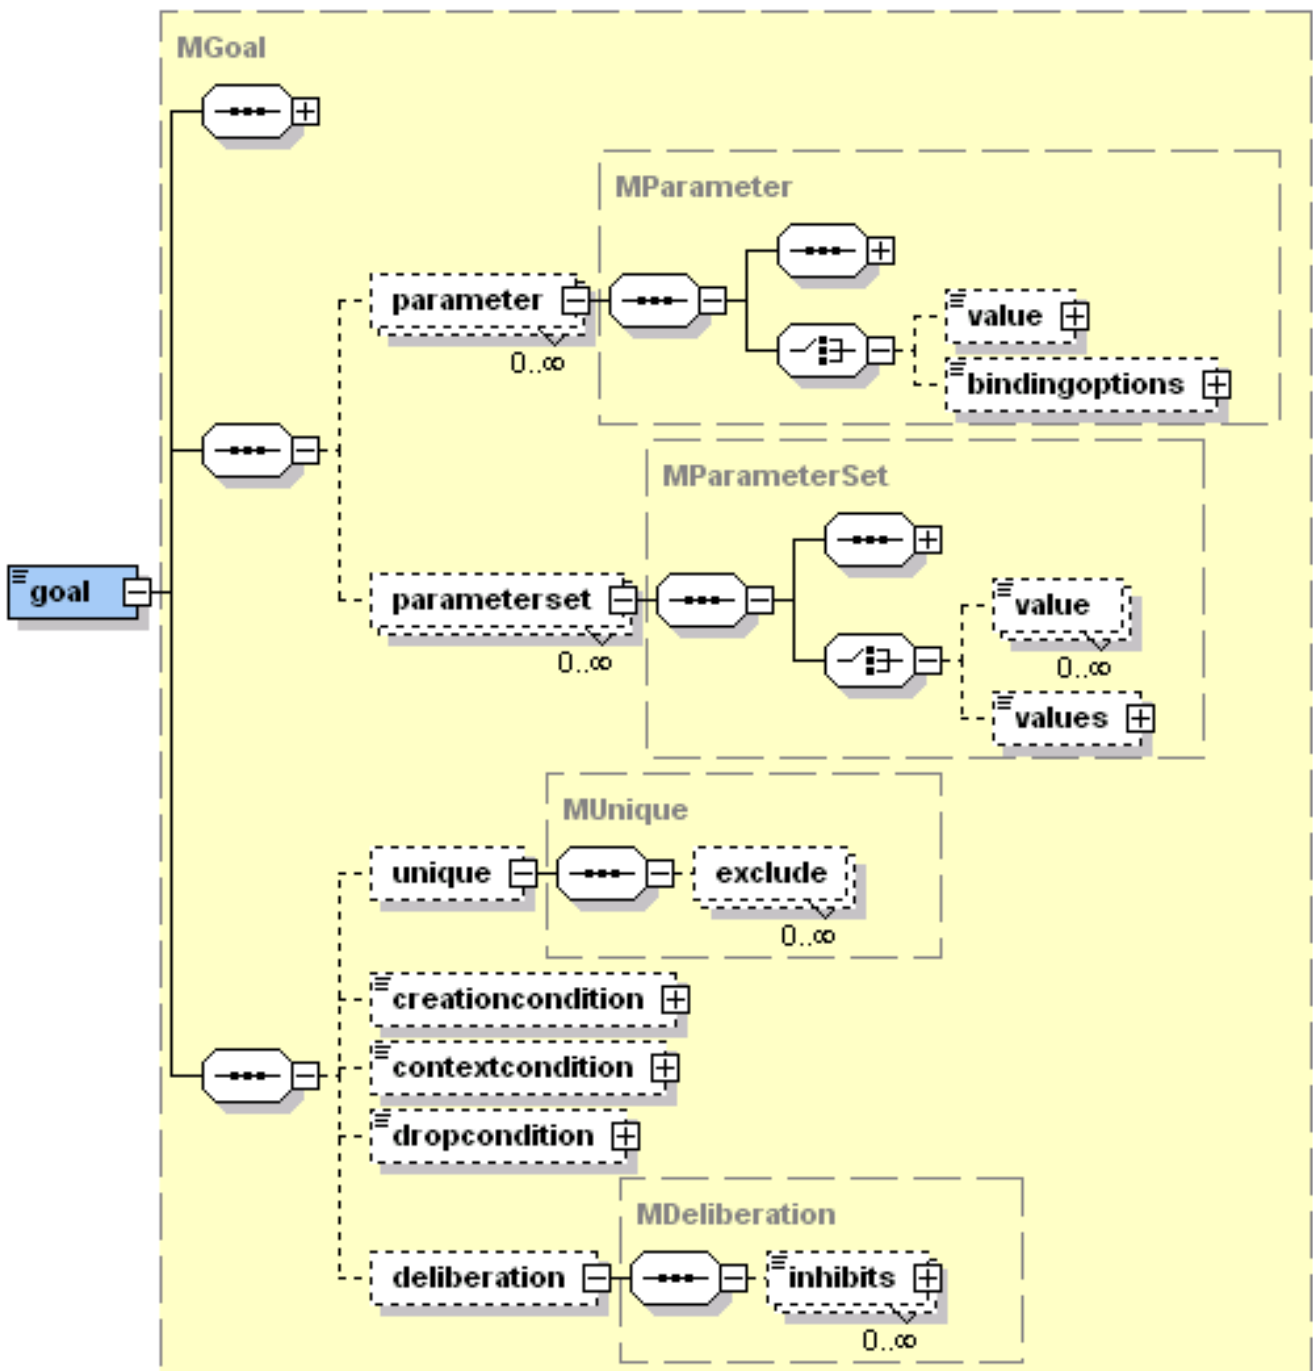 MGoal
MParameter
parameter
0..∞
value
bindingoptions
MParameterSet
goal
parameterset
0..∞
value
0..∞
values
MUnique
unique
exclude
0..∞
creationcondition
contextcondition
dropcondition
MDeliberation
deliberation
inhibits
0..∞